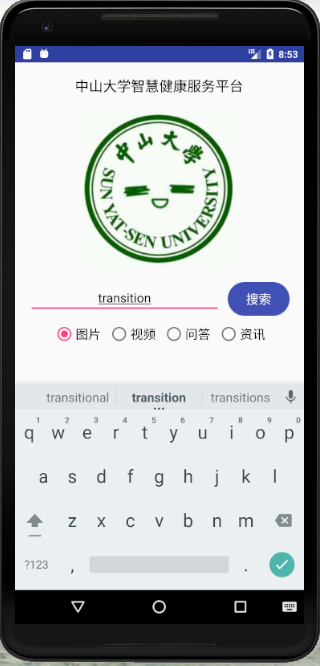 LTE 8:53
中山大学智慧健康服务平台
中山大學
SUN YAT-SEN UNIVERSITY
transition
搜索
图片 视频 问答 资讯
transitional transition transitions
1 2 3 4 5 6 7 8 9 0
q w e r t y u i o p
a s d f g h j k l
z x c v b n m
?123 , .